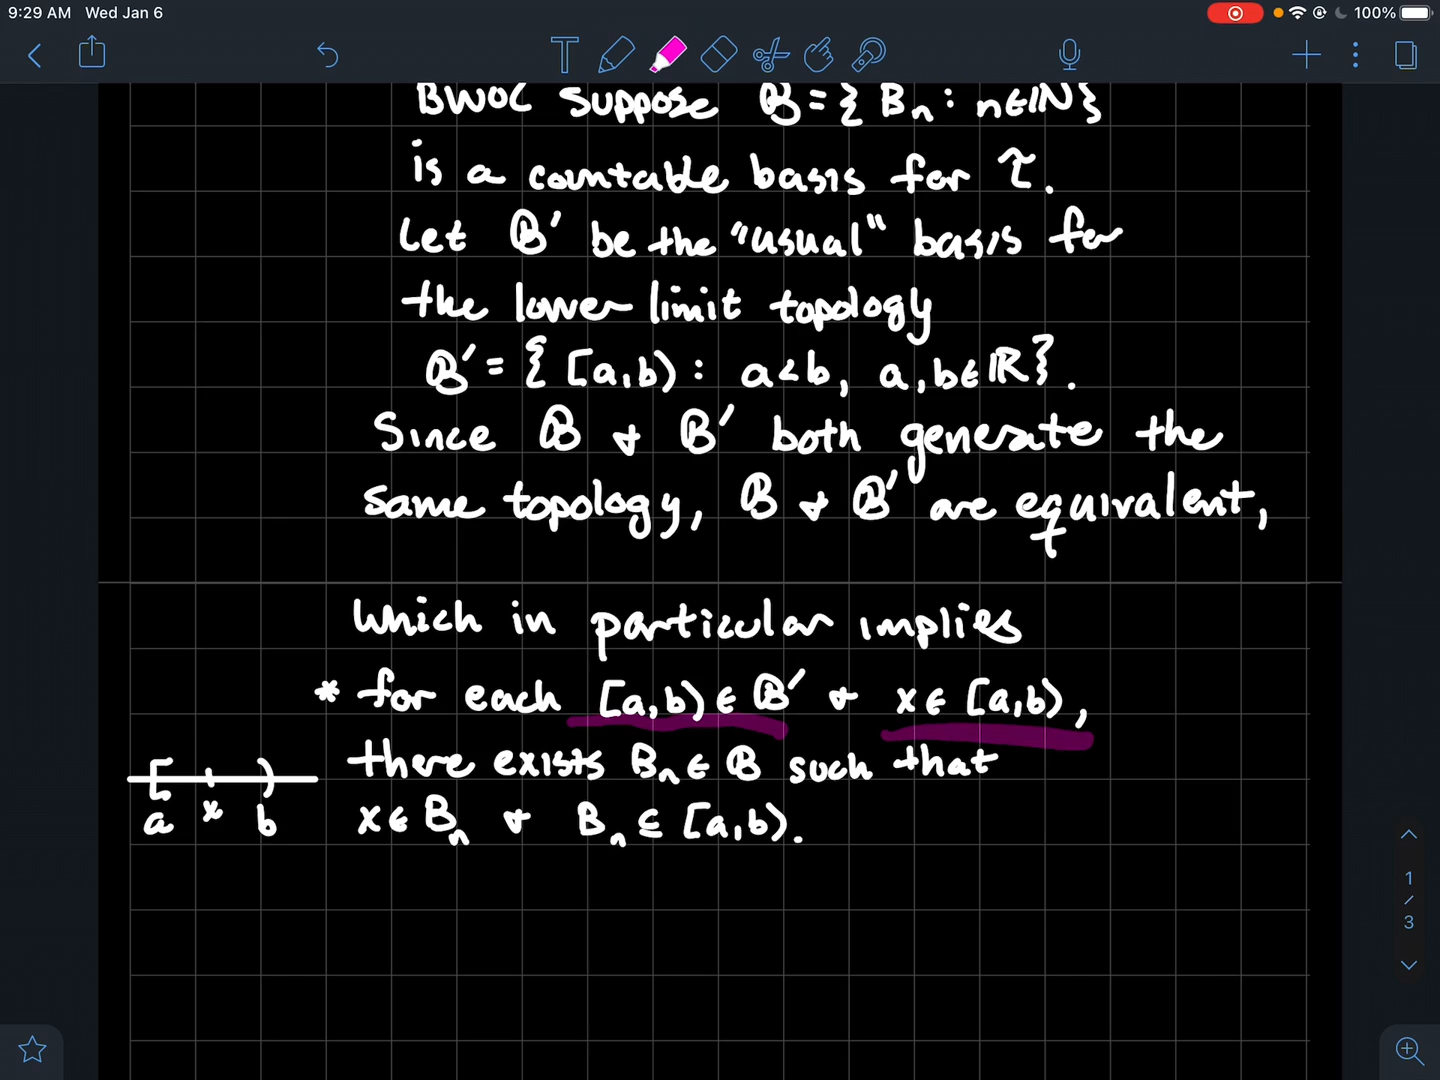 9:29 AM Wed Jan 6
100%
BWOC suppose ℬ = { Bₙ : n∈ℕ }
is a countable basis for τ.
Let ℬ' be the "usual" basis for
the lower limit topology
ℬ' = { [a,b) : a<b, a,b∈ℝ }.
Since ℬ & ℬ' both generate the
same topology, ℬ & ℬ' are equivalent,
which in particular implies
* for each [a,b) ∈ ℬ' & x ∈ [a,b),
there exists Bₙ ∈ ℬ such that
x ∈ Bₙ & Bₙ ⊆ [a,b).
[ )
a x b
1
/
3